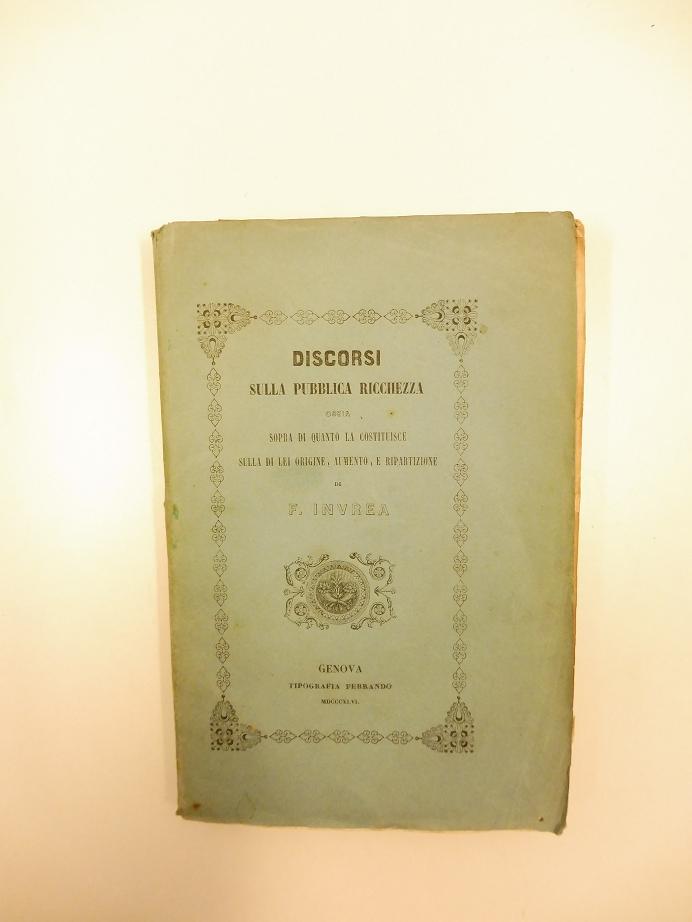 DISCORSI
SULLA PUBBLICA RICCHEZZA
OSSIA
SOPRA DI QUANTO LA COSTITUISCE
SULLA DI LEI ORIGINE, AUMENTO, E RIPARTIZIONE
DI
F. INVREA
GENOVA
TIPOGRAFIA FERRANDO
MDCCCXLVI.